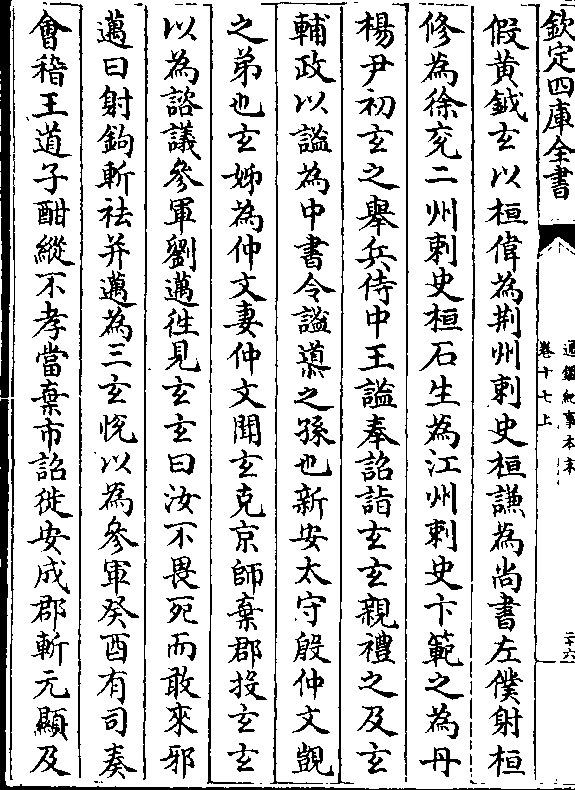 欽定四庫全書
通鑑紀事本末
卷十七上
二十六
假黄鉞玄以桓偉為荆州刺史桓謙為尚書左僕射桓
修為徐兖二州刺史桓石生為江州刺史卞範之為丹
楊尹初玄之舉兵侍中王謐奉詔詣玄玄親禮之及玄
輔政以謐為中書令謐導之孫也新安太守殷仲文覬
之弟也玄姊為仲文妻仲文聞玄克京師棄郡投玄玄
以為諮議參軍劉邁徃見玄玄曰汝不畏死而敢來邪
邁曰射鉤斬袪并邁為三玄恱以為參軍癸酉有司奏
會稽王道子酣縱不孝當棄市詔徙安成郡斬元顯及